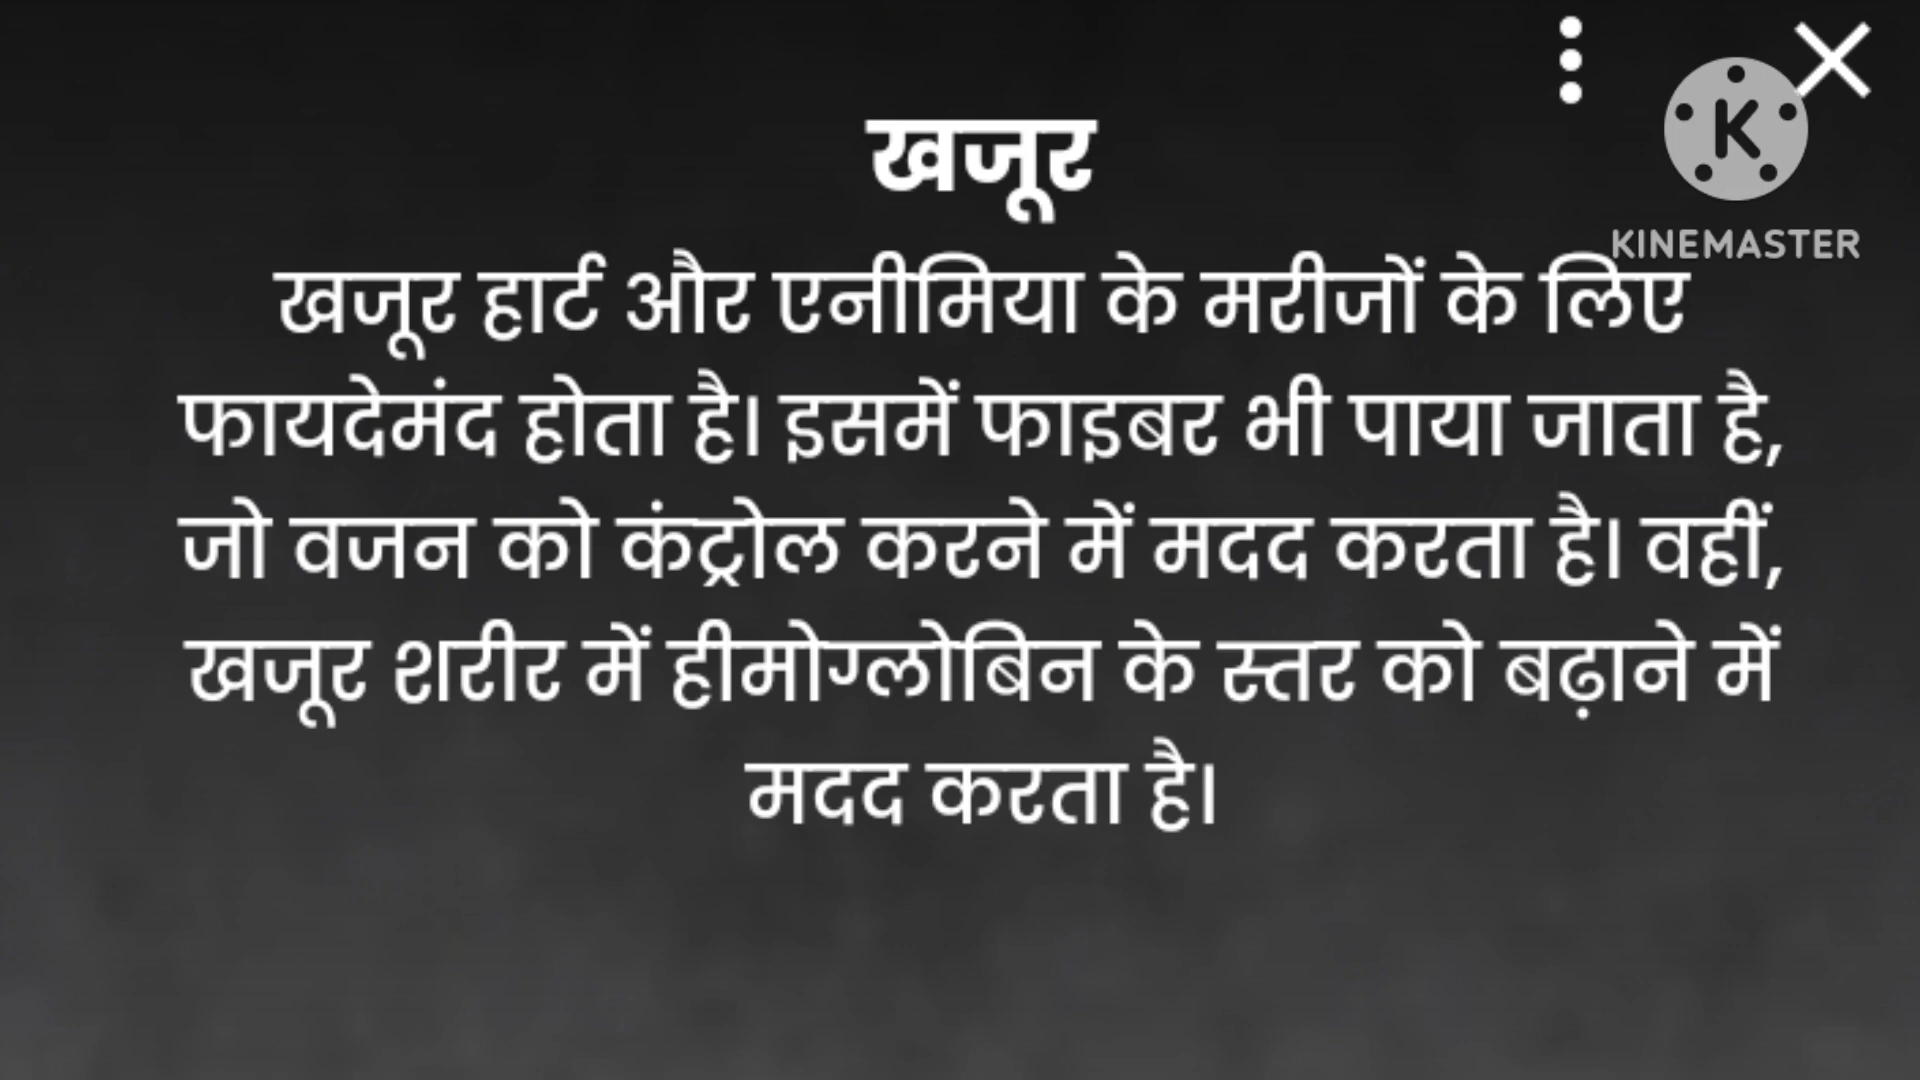 खजूर
K
KINEMASTER
खजूर हार्ट और एनीमिया के मरीजों के लिए
फायदेमंद होता है। इसमें फाइबर भी पाया जाता है,
जो वजन को कंट्रोल करने में मदद करता है। वहीं,
खजूर शरीर में हीमोग्लोबिन के स्तर को बढ़ाने में
मदद करता है।